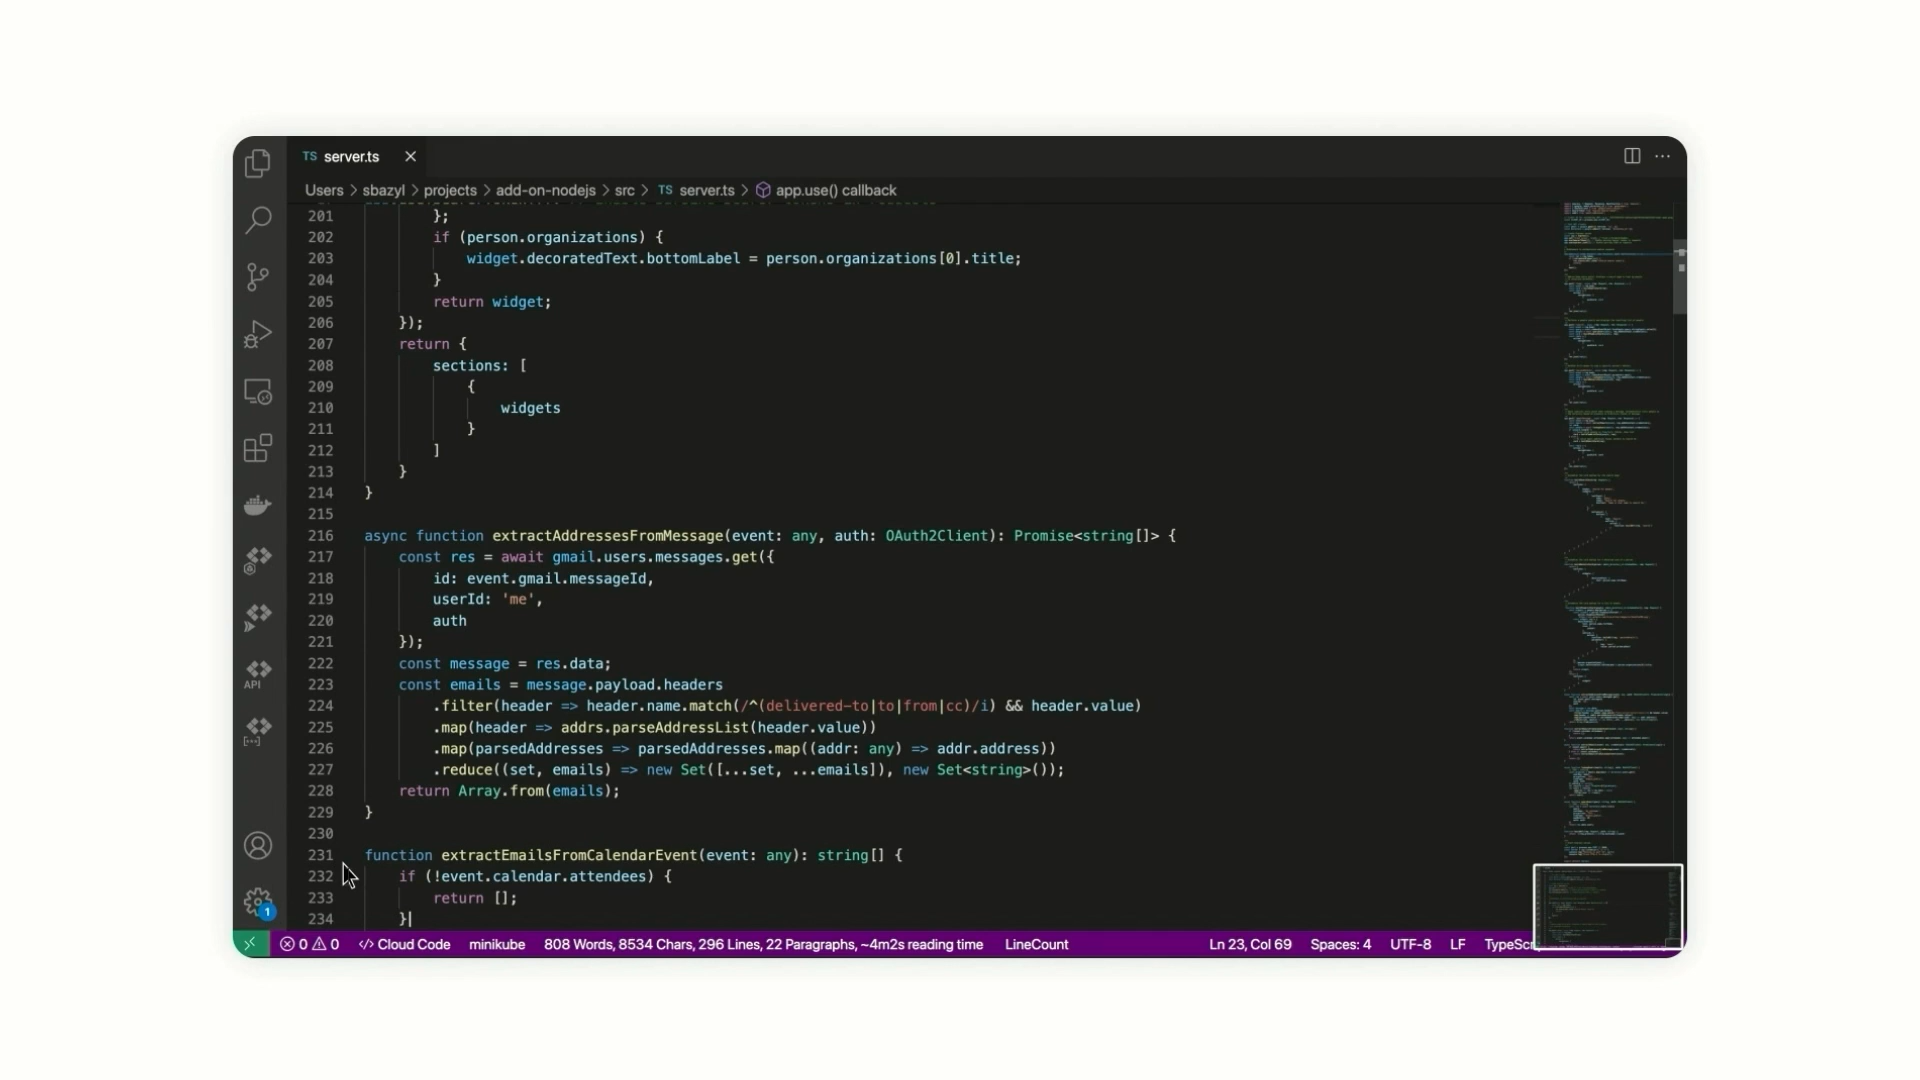 TS server.ts
Users > sbazyl > projects > add-on-nodejs > src > TS server.ts > app.use() callback
201 };
202 if (person.organizations) {
203 widget.decoratedText.bottomLabel = person.organizations[0].title;
204 }
205 return widget;
206 });
207 return {
208 sections: [
209 {
210 widgets
211 }
212 ]
213 }
214 }
215
216 async function extractAddressesFromMessage(event: any, auth: OAuth2Client): Promise<string[]> {
217 const res = await gmail.users.messages.get({
218 id: event.gmail.messageId,
219 userId: 'me',
220 auth
221 });
222 const message = res.data;
223 const emails = message.payload.headers
224 .filter(header => header.name.match(/^(delivered-to|to|from|cc)/i) && header.value)
225 .map(header => addrs.parseAddressList(header.value))
226 .map(parsedAddresses => parsedAddresses.map((addr: any) => addr.address))
227 .reduce((set, emails) => new Set([...set, ...emails]), new Set<string>());
228 return Array.from(emails);
229 }
230
231 function extractEmailsFromCalendarEvent(event: any): string[] {
232 if (!event.calendar.attendees) {
233 return [];
234 }
API
1
0 0 Cloud Code minikube 808 Words, 8534 Chars, 296 Lines, 22 Paragraphs, ~4m2s reading time LineCount Ln 23, Col 69 Spaces: 4 UTF-8 LF TypeScr